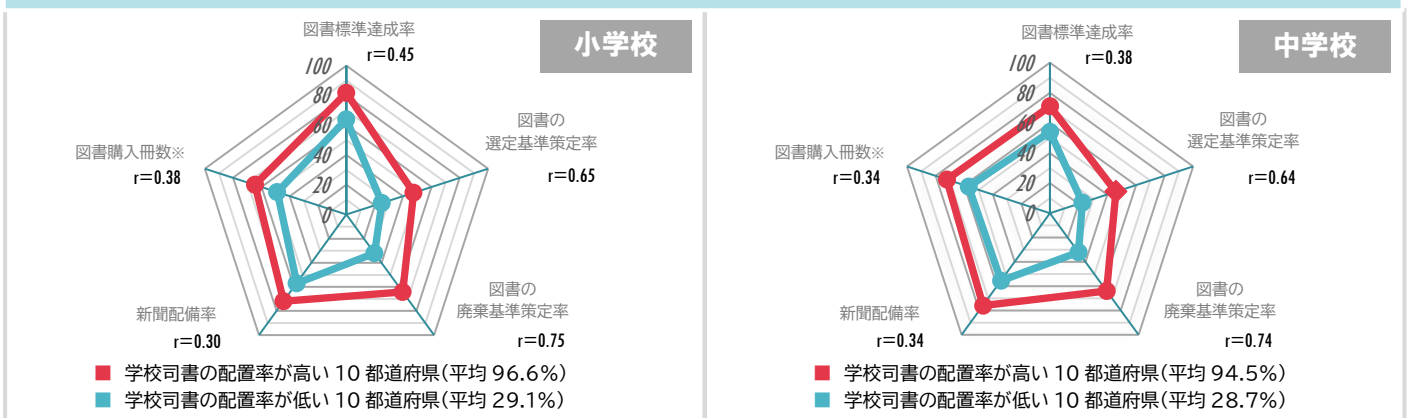 小学校
図書標準達成率
r=0.45
100
80
60
40
20
0
図書の
選定基準策定率
r=0.65
図書購入冊数※
r=0.38
新聞配備率
r=0.30
図書の
廃棄基準策定率
r=0.75
学校司書の配置率が高い 10 都道府県(平均 96.6%)
学校司書の配置率が低い 10 都道府県(平均 29.1%)
中学校
図書標準達成率
r=0.38
100
80
60
40
20
0
図書の
選定基準策定率
r=0.64
図書購入冊数※
r=0.34
新聞配備率
r=0.34
図書の
廃棄基準策定率
r=0.74
学校司書の配置率が高い 10 都道府県(平均 94.5%)
学校司書の配置率が低い 10 都道府県(平均 28.7%)